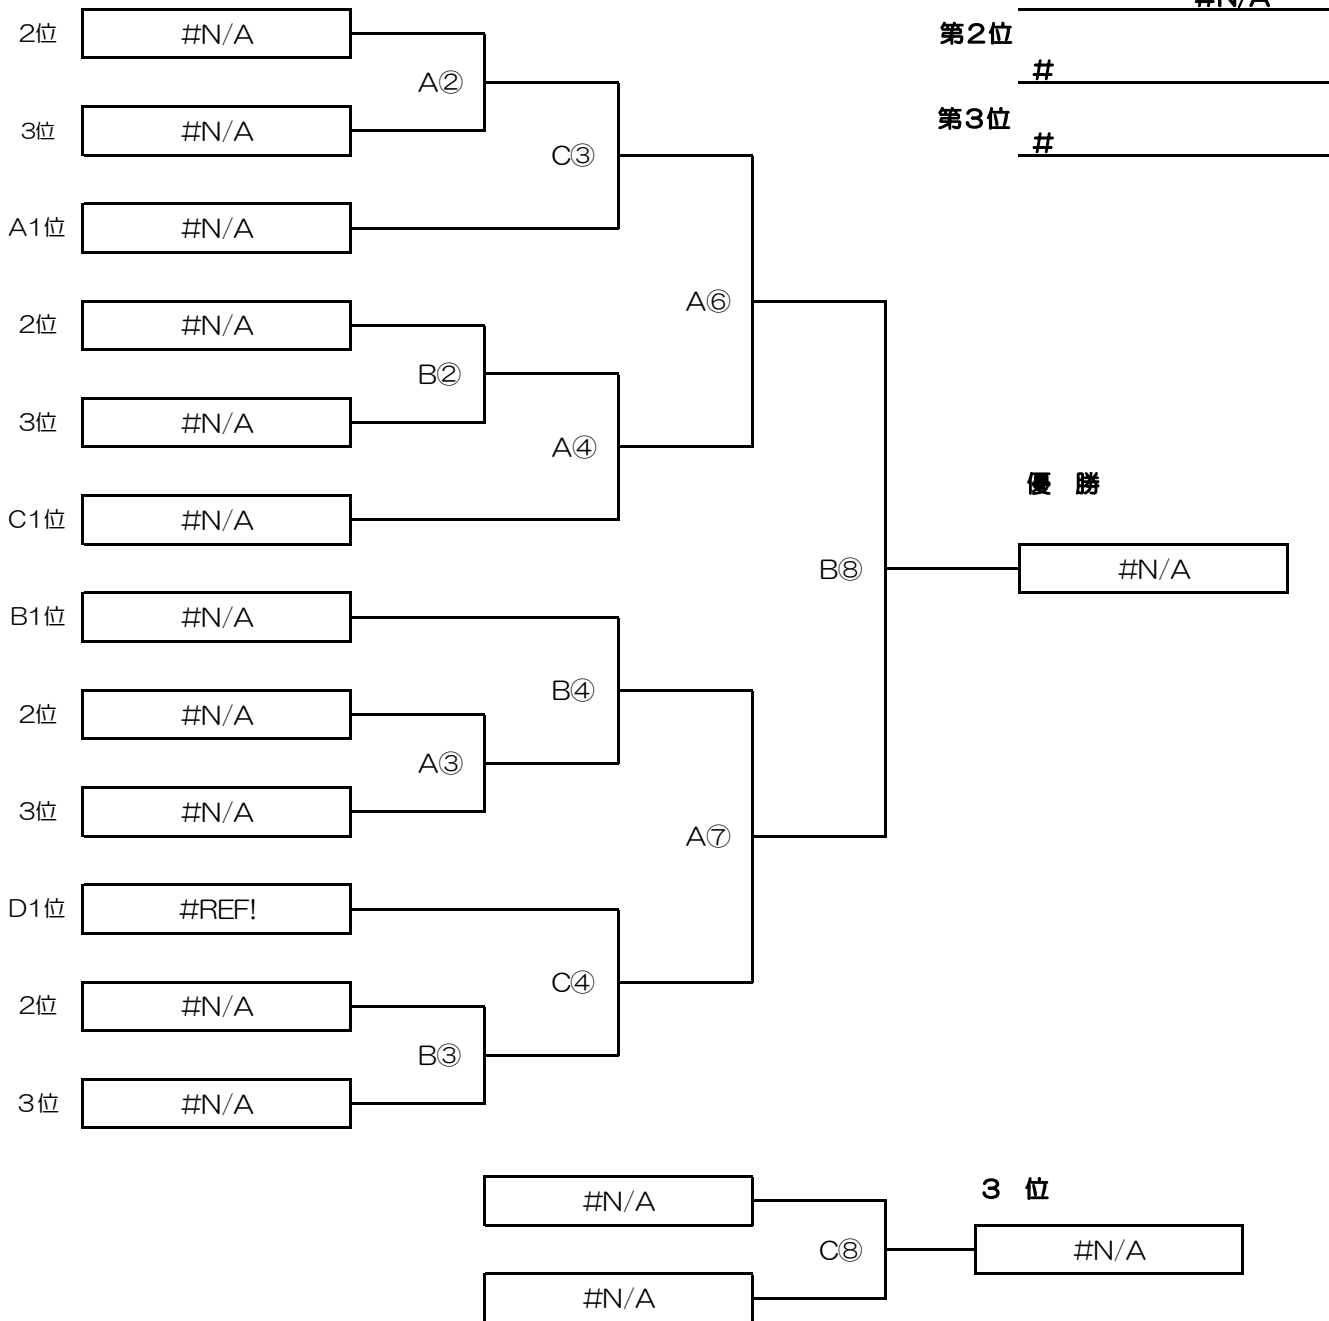 #N/A
2位 #N/A
第2位
#
A②
3位 #N/A
第3位
#
C③
A1位 #N/A
A⑥
2位 #N/A
B②
3位 #N/A
A④
優 勝
C1位 #N/A
B⑧ #N/A
B1位 #N/A
B④
2位 #N/A
A③
3位 #N/A
A⑦
D1位 #REF!
C④
2位 #N/A
B③
3位 #N/A
3 位
#N/A
C⑧ #N/A
#N/A